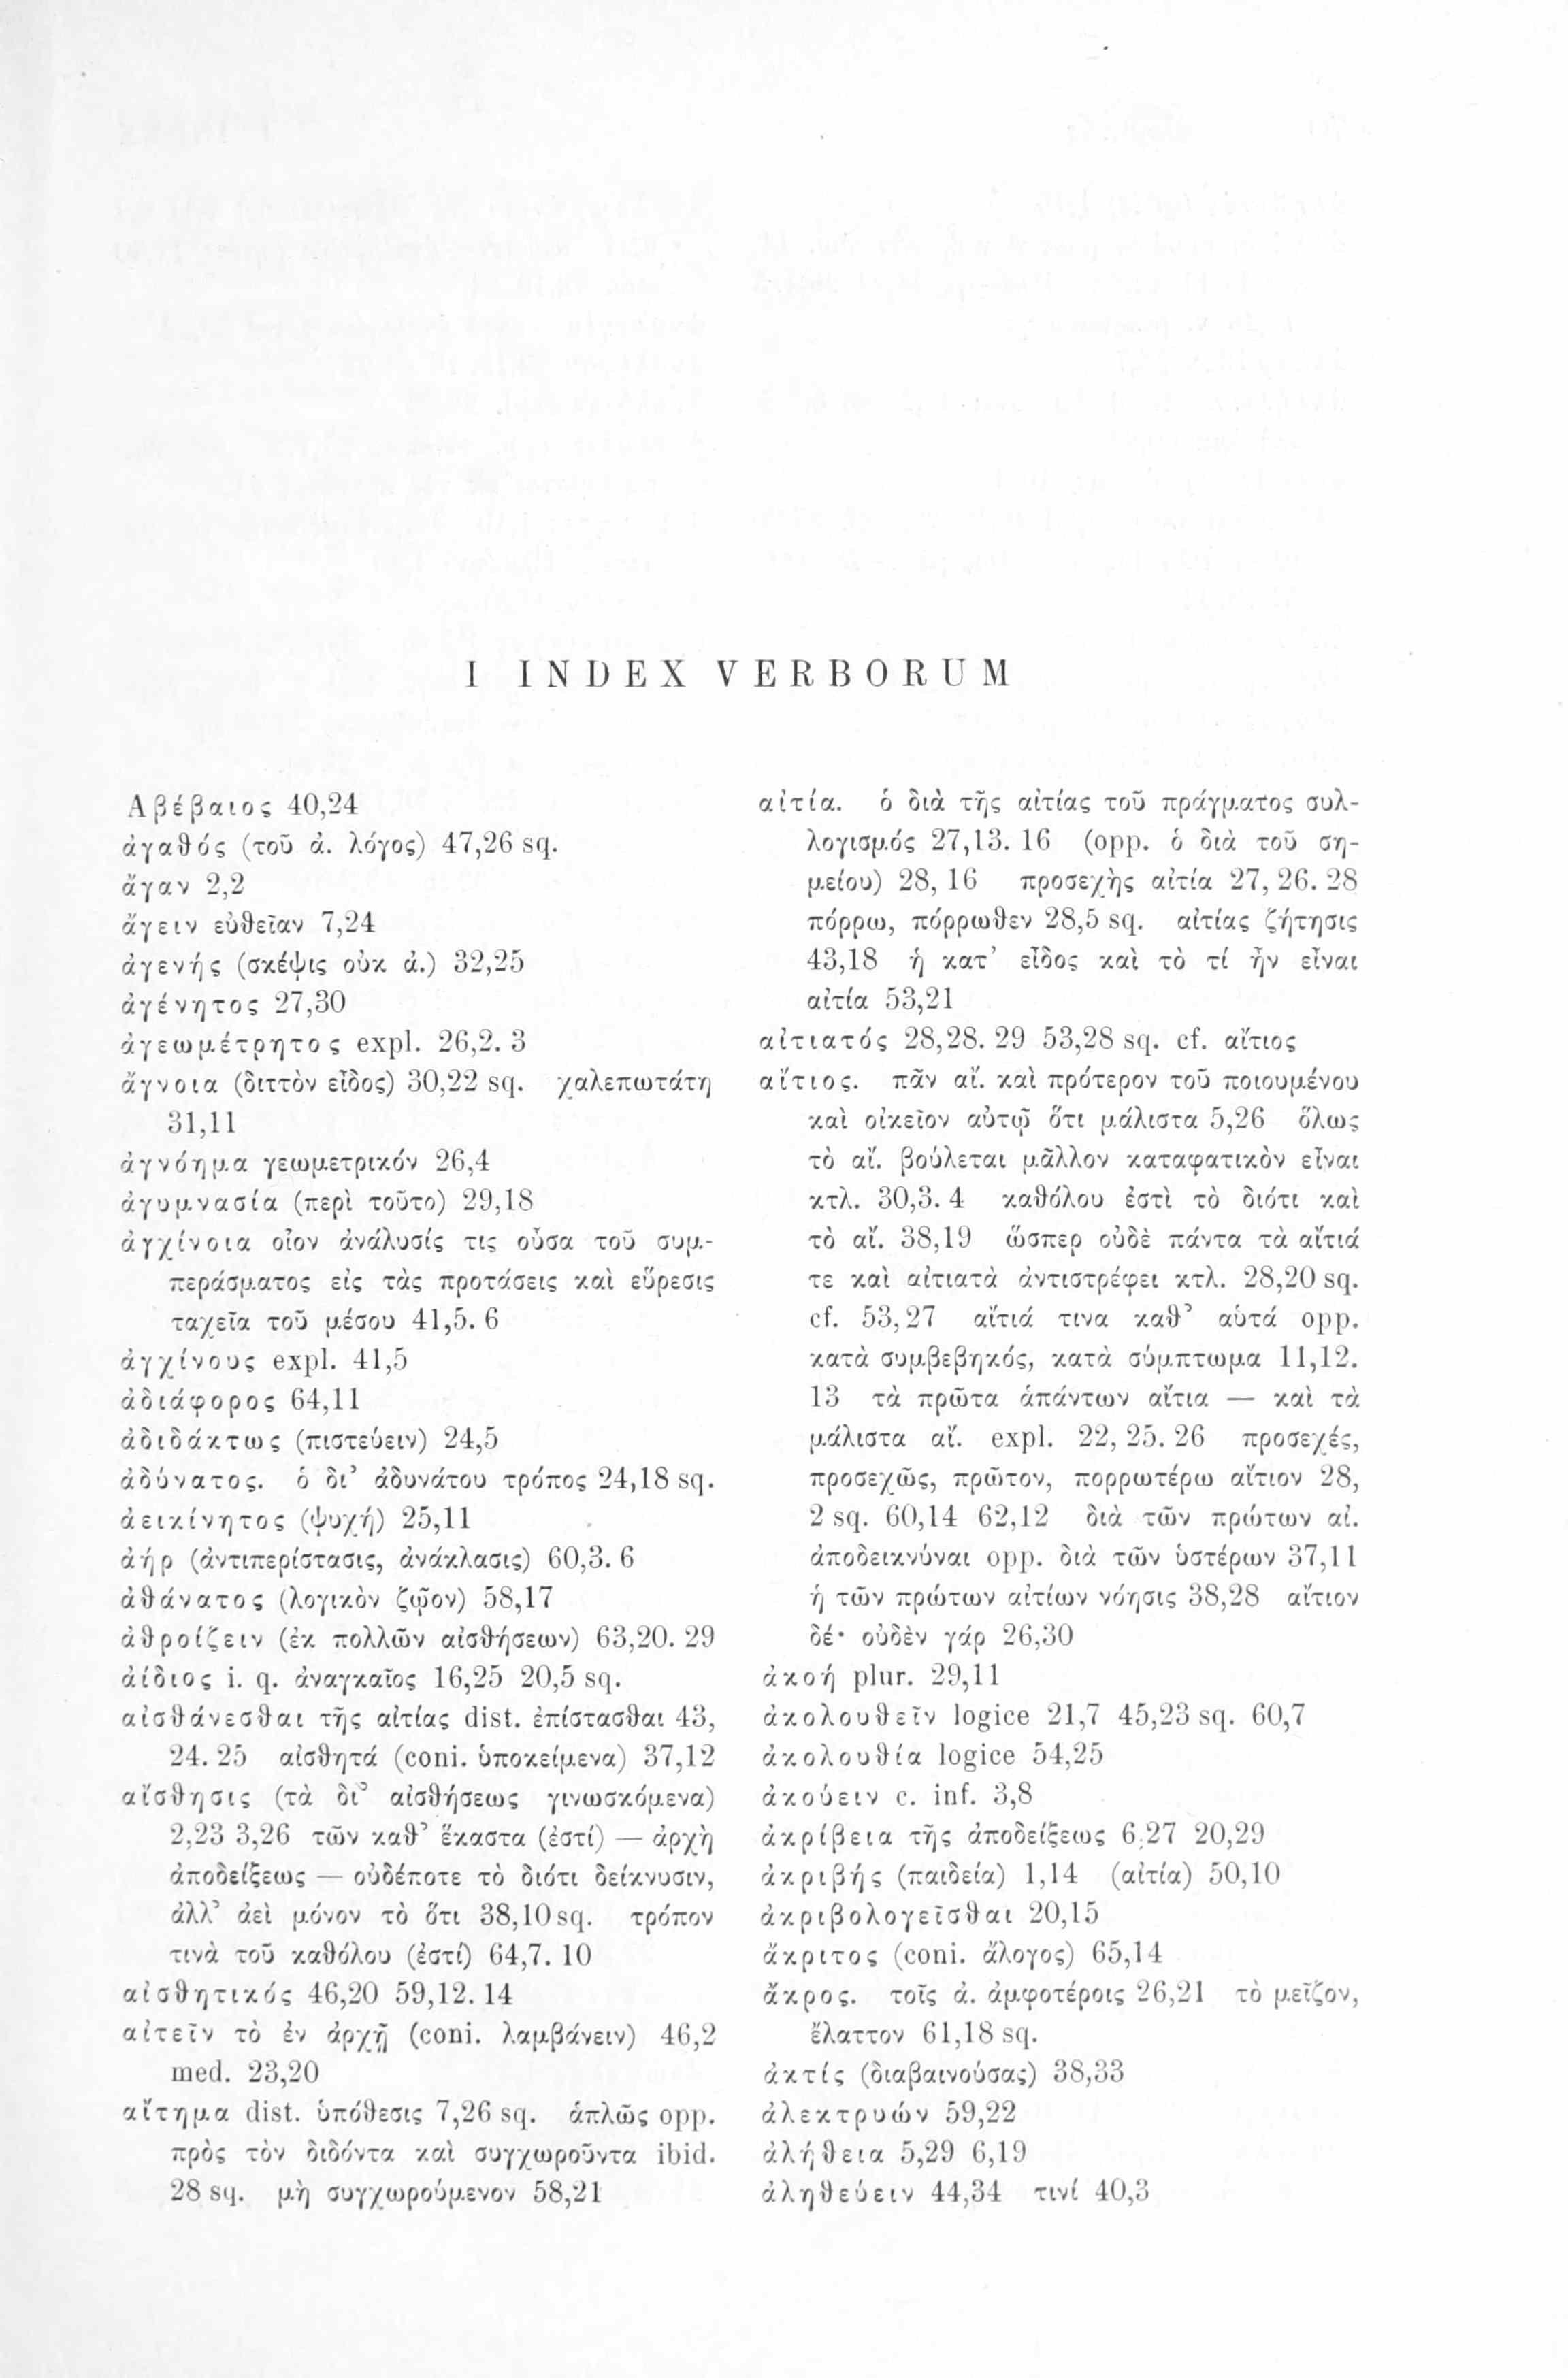 I INDEX VERBORUM
Ἀβέβαιος 40,24
ἀγαθός (τοῦ ἀ. λόγος) 47,26 sq.
ἄγαν 2,2
ἄγειν εὐθεῖαν 7,24
ἀγενής (σκέψις οὐκ ἀ.) 32,25
ἀγένητος 27,30
ἀγεωμέτρητος expl. 26,2. 3
ἄγνοια (διττὸν εἶδος) 30,22 sq. χαλεπωτάτη
31,11
ἀγνόημα γεωμετρικόν 26,4
ἀγυμνασία (περὶ τοῦτο) 29,18
ἀγχίνοια οἷον ἀνάλυσίς τις οὖσα τοῦ συμ-
περάσματος εἰς τὰς προτάσεις καὶ εὕρεσις
ταχεῖα τοῦ μέσου 41,5. 6
ἀγχίνους expl. 41,5
ἀδιάφορος 64,11
ἀδιδάκτως (πιστεύειν) 24,5
ἀδύνατος. ὁ δι’ ἀδυνάτου τρόπος 24,18 sq.
ἀεικίνητος (ψυχή) 25,11
ἀήρ (ἀντιπερίστασις, ἀνάκλασις) 60,3. 6
ἀθάνατος (λογικὸν ζῷον) 58,17
ἀθροίζειν (ἐκ πολλῶν αἰσθήσεων) 63,20. 29
ἀίδιος i. q. ἀναγκαῖος 16,25 20,5 sq.
αἰσθάνεσθαι τῆς αἰτίας dist. ἐπίστασθαι 43,
24. 25 αἰσθητά (coni. ὑποκείμενα) 37,12
αἴσθησις (τὰ δι’ αἰσθήσεως γινωσκόμενα)
2,23 3,26 τῶν καθ’ ἕκαστα (ἐστί) — ἀρχὴ
ἀποδείξεως — οὐδέποτε τὸ διότι δείκνυσιν,
ἀλλ’ ἀεὶ μόνον τὸ ὅτι 38,10 sq. τρόπον
τινὰ τοῦ καθόλου (ἐστί) 64,7. 10
αἰσθητικός 46,20 59,12. 14
αἰτεῖν τὸ ἐν ἀρχῇ (coni. λαμβάνειν) 46,2
med. 23,20
αἴτημα dist. ὑπόθεσις 7,26 sq. ἁπλῶς opp.
πρὸς τὸν διδόντα καὶ συγχωροῦντα ibid.
28 sq. μὴ συγχωρούμενον 58,21
αἰτία. ὁ διὰ τῆς αἰτίας τοῦ πράγματος συλ-
λογισμός 27,13. 16 (opp. ὁ διὰ τοῦ ση-
μείου) 28, 16 προσεχὴς αἰτία 27, 26. 28
πόρρω, πόρρωθεν 28,5 sq. αἰτίας ζήτησις
43,18 ἡ κατ’ εἶδος καὶ τὸ τί ἦν εἶναι
αἰτία 53,21
αἰτιατός 28,28. 29 53,28 sq. cf. αἴτιος
αἴτιος. πᾶν αἴ. καὶ πρότερον τοῦ ποιουμένου
καὶ οἰκεῖον αὐτῷ ὅτι μάλιστα 5,26 ὅλως
τὸ αἴ. βούλεται μᾶλλον καταφατικὸν εἶναι
κτλ. 30,3. 4 καθόλου ἐστὶ τὸ διότι καὶ
τὸ αἴ. 38,19 ὥσπερ οὐδὲ πάντα τὰ αἴτιά
τε καὶ αἰτιατὰ ἀντιστρέφει κτλ. 28,20 sq.
cf. 53,27 αἴτιά τινα καθ’ αὑτά opp.
κατὰ συμβεβηκός, κατὰ σύμπτωμα 11,12.
13 τὰ πρῶτα ἁπάντων αἴτια — καὶ τὰ
μάλιστα αἴ. expl. 22, 25. 26 προσεχές,
προσεχῶς, πρῶτον, πορρωτέρω αἴτιον 28,
2 sq. 60,14 62,12 διὰ τῶν πρώτων αἰ.
ἀποδεικνύναι opp. διὰ τῶν ὑστέρων 37,11
ἡ τῶν πρώτων αἰτίων νόησις 38,28 αἴτιον
δέ· οὐδὲν γάρ 26,30
ἀκοή plur. 29,11
ἀκολουθεῖν logice 21,7 45,23 sq. 60,7
ἀκολουθία logice 54,25
ἀκούειν c. inf. 3,8
ἀκρίβεια τῆς ἀποδείξεως 6,27 20,29
ἀκριβής (παιδεία) 1,14 (αἰτία) 50,10
ἀκριβολογεῖσθαι 20,15
ἄκριτος (coni. ἄλογος) 65,14
ἄκρος. τοῖς ἀ. ἀμφοτέροις 26,21 τὸ μεῖζον,
ἔλαττον 61,18 sq.
ἀκτίς (διαβαινούσας) 38,33
ἀλεκτρυών 59,22
ἀλήθεια 5,29 6,19
ἀληθεύειν 44,34 τινί 40,3